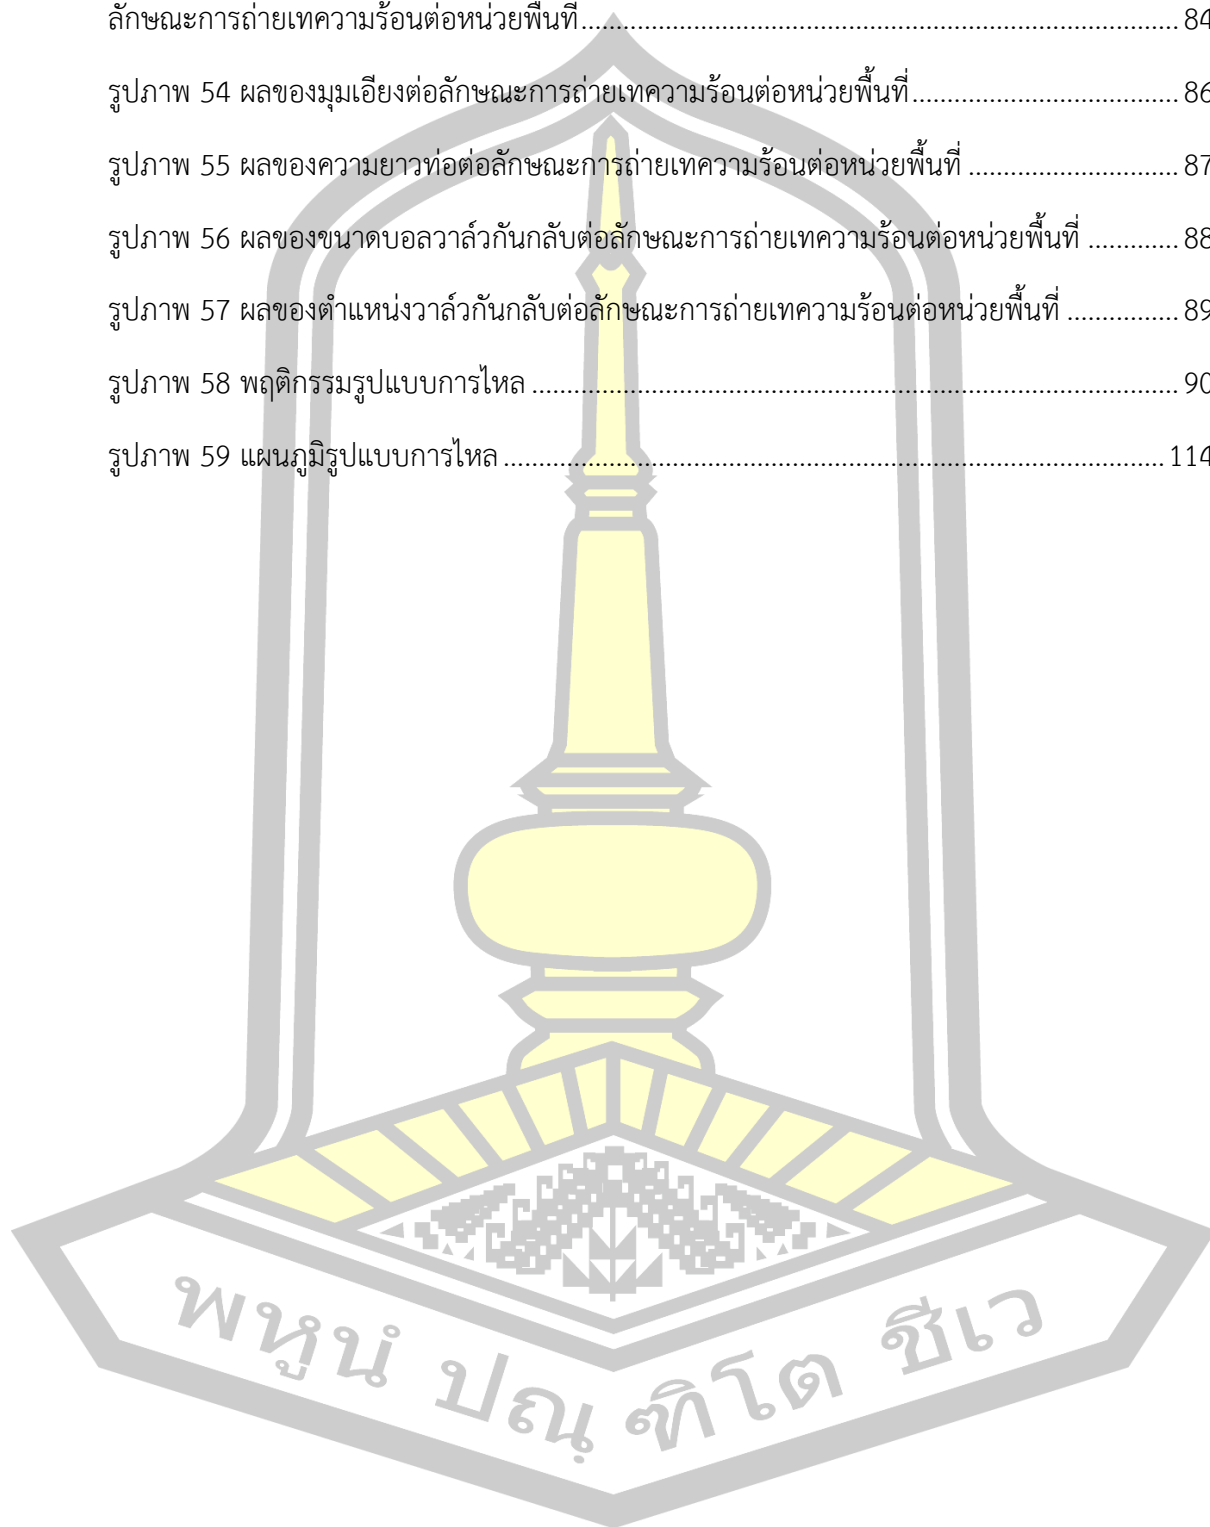 ลักษณะการถ่ายเทความร้อนต่อหน่วยพื้นที่ 84
รูปภาพ 54 ผลของมุมเอียงต่อลักษณะการถ่ายเทความร้อนต่อหน่วยพื้นที่ 86
รูปภาพ 55 ผลของความยาวท่อต่อลักษณะการถ่ายเทความร้อนต่อหน่วยพื้นที่ 87
รูปภาพ 56 ผลของขนาดบอลวาล์วกันกลับต่อลักษณะการถ่ายเทความร้อนต่อหน่วยพื้นที่ 88
รูปภาพ 57 ผลของตำแหน่งวาล์วกันกลับต่อลักษณะการถ่ายเทความร้อนต่อหน่วยพื้นที่ 89
รูปภาพ 58 พฤติกรรมรูปแบบการไหล 90
รูปภาพ 59 แผนภูมิรูปแบบการไหล 114
พหูนํ ปณฺฑิโต ชีเว